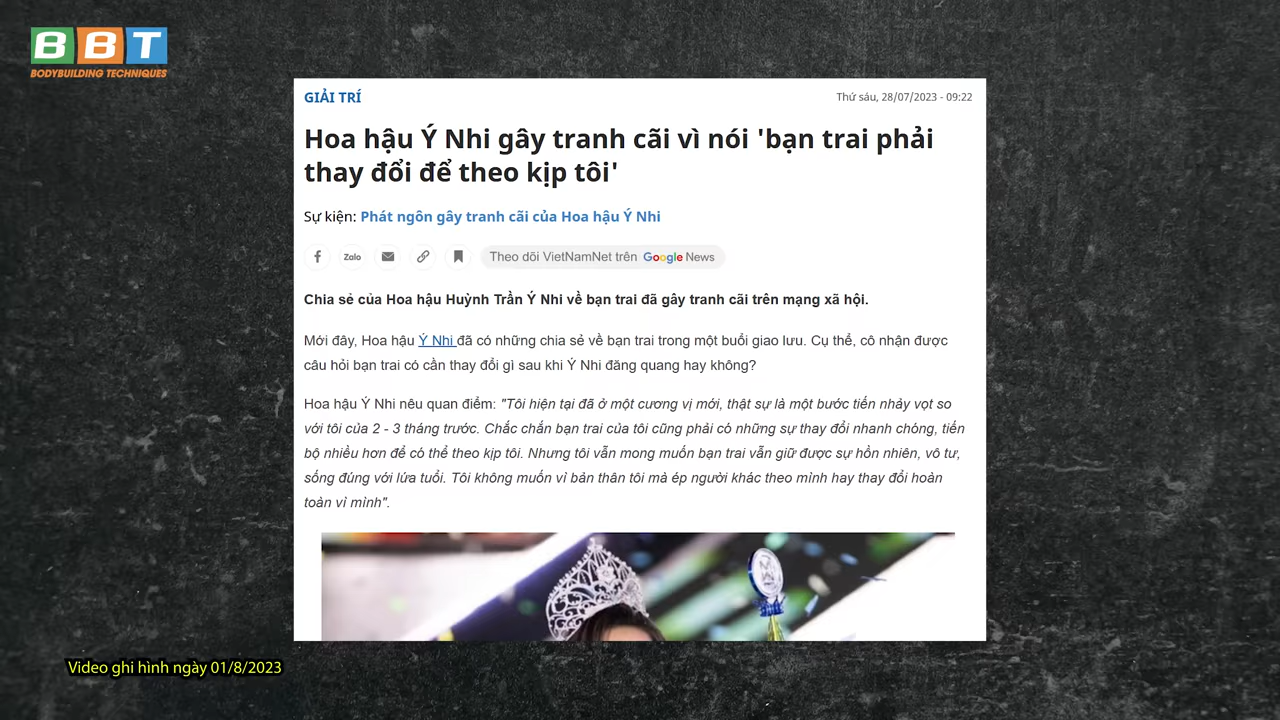 BBT
BODYBUILDING TECHNIQUES
GIẢI TRÍ
Thứ sáu, 28/07/2023 - 09:22
Hoa hậu Ý Nhi gây tranh cãi vì nói 'bạn trai phải
thay đổi để theo kịp tôi'
Sự kiện: Phát ngôn gây tranh cãi của Hoa hậu Ý Nhi
Zalo
Theo dõi VietNamNet trên Google News
Chia sẻ của Hoa hậu Huỳnh Trần Ý Nhi về bạn trai đã gây tranh cãi trên mạng xã hội.
Mới đây, Hoa hậu Ý Nhi đã có những chia sẻ về bạn trai trong một buổi giao lưu. Cụ thể, cô nhận được
câu hỏi bạn trai có cần thay đổi gì sau khi Ý Nhi đăng quang hay không?
Hoa hậu Ý Nhi nêu quan điểm: "Tôi hiện tại đã ở một cương vị mới, thật sự là một bước tiến nhảy vọt so
với tôi của 2 - 3 tháng trước. Chắc chắn bạn trai của tôi cũng phải có những sự thay đổi nhanh chóng, tiến
bộ nhiều hơn để có thể theo kịp tôi. Nhưng tôi vẫn mong muốn bạn trai vẫn giữ được sự hồn nhiên, vô tư,
sống đúng với lứa tuổi. Tôi không muốn vì bản thân tôi mà ép người khác theo mình hay thay đổi hoàn
toàn vì mình".
Video ghi hình ngày 01/8/2023